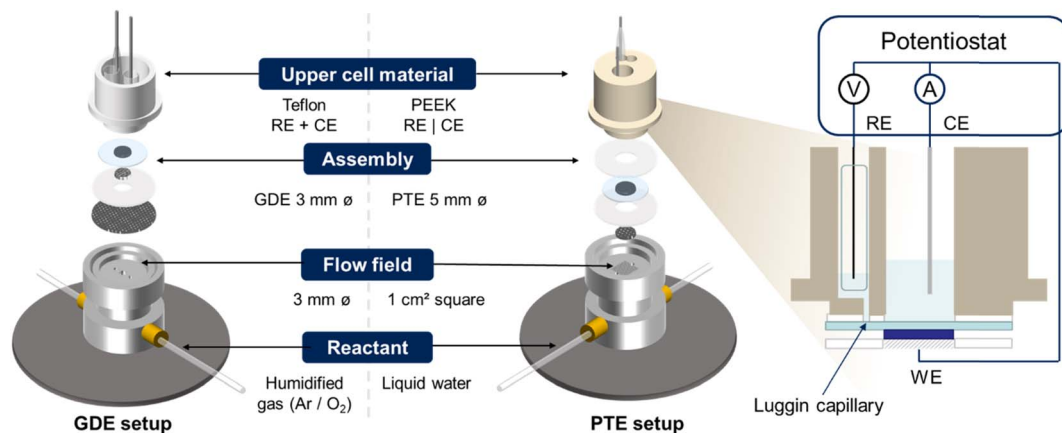 Upper cell material
Teflon
RE + CE
PEEK
RE | CE
Assembly
GDE 3 mm ø
PTE 5 mm ø
Flow field
3 mm ø
1 cm² square
Reactant
Humidified
gas (Ar / O₂)
Liquid water
GDE setup
PTE setup
Potentiostat
V
A
RE
CE
WE
Luggin capillary